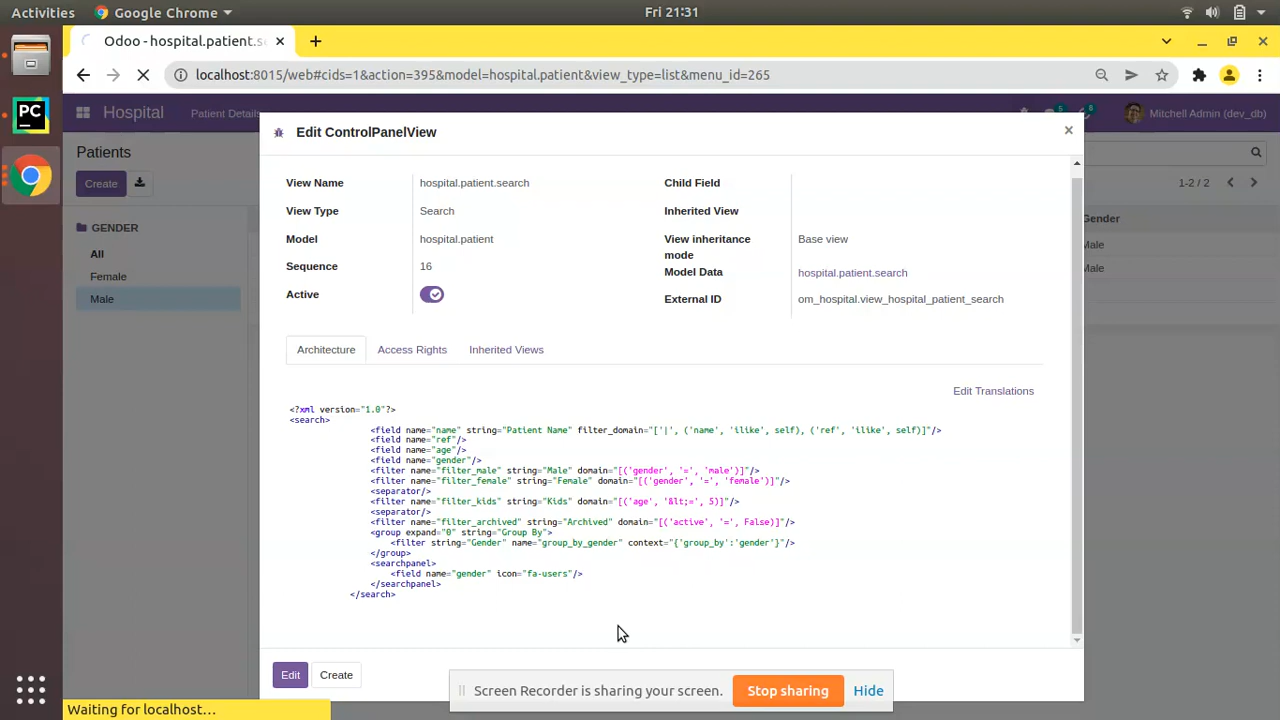 Activities
Google Chrome
Fri 21:31
Odoo - hospital.patient.s
localhost:8015/web#cids=1&action=395&model=hospital.patient&view_type=list&menu_id=265
Hospital
Patient Details
5
8
Mitchell Admin (dev_db)
Patients
Create
1-2 / 2
GENDER
All
Female
Male
Gender
Male
Male
Edit ControlPanelView
×
View Name
hospital.patient.search
View Type
Search
Model
hospital.patient
Sequence
16
Active
Child Field
Inherited View
View inheritance
mode
Base view
Model Data
hospital.patient.search
External ID
om_hospital.view_hospital_patient_search
Architecture
Access Rights
Inherited Views
Edit Translations
<?xml version="1.0"?>
<search>
<field name="name" string="Patient Name" filter_domain="['|', ('name', 'ilike', self), ('ref', 'ilike', self)]"/>
<field name="ref"/>
<field name="age"/>
<field name="gender"/>
<filter name="filter_male" string="Male" domain="[('gender', '=', 'male')]"/>
<filter name="filter_female" string="Female" domain="[('gender', '=', 'female')]"/>
<separator/>
<filter name="filter_kids" string="Kids" domain="[('age', '&lt;=', 5)]"/>
<separator/>
<filter name="filter_archived" string="Archived" domain="[('active', '=', False)]"/>
<group expand="0" string="Group By">
<filter string="Gender" name="group_by_gender" context="{'group_by':'gender'}"/>
</group>
<searchpanel>
<field name="gender" icon="fa-users"/>
</searchpanel>
</search>
Edit
Create
Screen Recorder is sharing your screen.
Stop sharing
Hide
Waiting for localhost...
PC